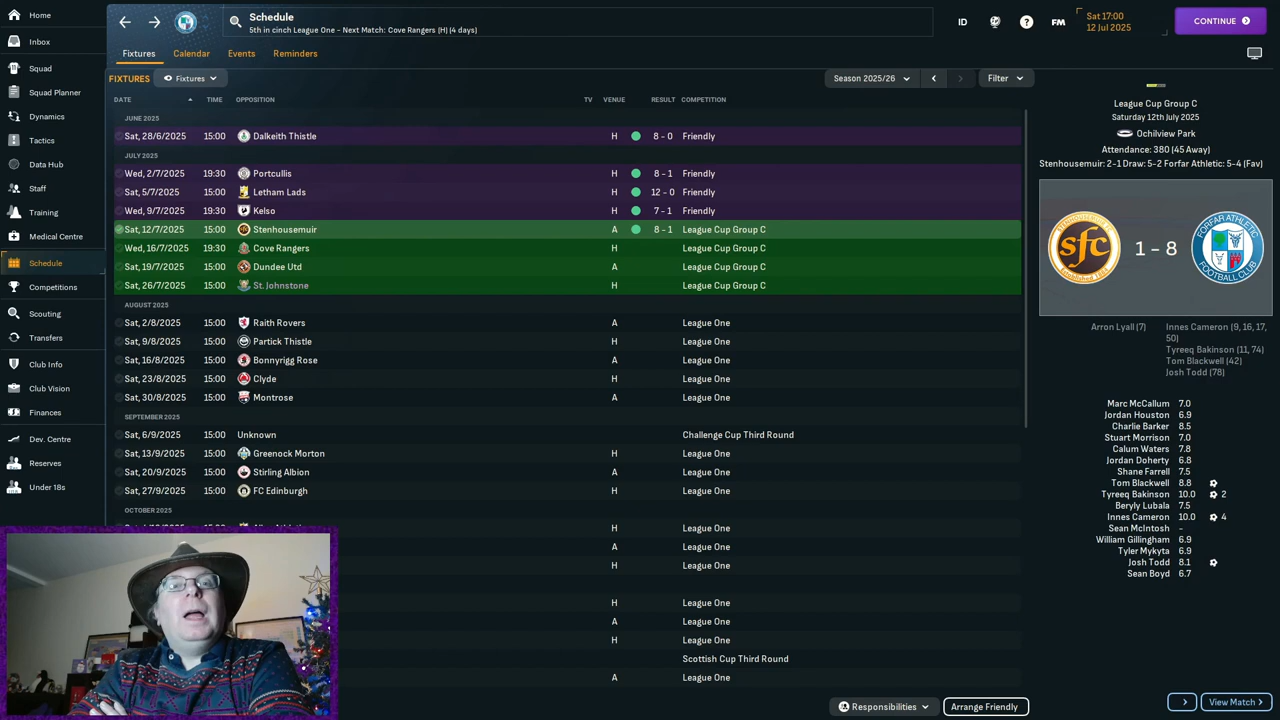 Home
Inbox
Squad
Squad Planner
Dynamics
Tactics
Data Hub
Staff
Training
Medical Centre
Schedule
Competitions
Scouting
Transfers
Club Info
Club Vision
Finances
Dev. Centre
Reserves
Under 18s
Schedule
5th in cinch League One - Next Match: Cove Rangers (H) (4 days)
ID
?
FM
Sat 17:00
12 Jul 2025
CONTINUE
Fixtures Calendar Events Reminders
FIXTURES Fixtures Season 2025/26 Filter
DATE TIME OPPOSITION TV VENUE RESULT COMPETITION
JUNE 2025
Sat, 28/6/2025 15:00 Dalkeith Thistle H 8 - 0 Friendly
JULY 2025
Wed, 2/7/2025 19:30 Portcullis H 8 - 1 Friendly
Sat, 5/7/2025 15:00 Letham Lads H 12 - 0 Friendly
Wed, 9/7/2025 19:30 Kelso H 7 - 1 Friendly
Sat, 12/7/2025 15:00 Stenhousemuir A 8 - 1 League Cup Group C
Wed, 16/7/2025 19:30 Cove Rangers H League Cup Group C
Sat, 19/7/2025 15:00 Dundee Utd A League Cup Group C
Sat, 26/7/2025 15:00 St. Johnstone H League Cup Group C
AUGUST 2025
Sat, 2/8/2025 15:00 Raith Rovers A League One
Sat, 9/8/2025 15:00 Partick Thistle H League One
Sat, 16/8/2025 15:00 Bonnyrigg Rose A League One
Sat, 23/8/2025 15:00 Clyde H League One
Sat, 30/8/2025 15:00 Montrose A League One
SEPTEMBER 2025
Sat, 6/9/2025 15:00 Unknown Challenge Cup Third Round
Sat, 13/9/2025 15:00 Greenock Morton H League One
Sat, 20/9/2025 15:00 Stirling Albion A League One
Sat, 27/9/2025 15:00 FC Edinburgh H League One
OCTOBER 2025
H League One
A League One
H League One
H League One
A League One
H League One
Scottish Cup Third Round
A League One
Responsibilities Arrange Friendly
League Cup Group C
Saturday 12th July 2025
Ochilview Park
Attendance: 380 (45 Away)
Stenhousemuir: 2-1 Draw: 5-2 Forfar Athletic: 5-4 (Fav)
sfc
1 - 8
FORFAR ATHLETIC
FOOTBALL CLUB
Arron Lyall (7)
Innes Cameron (9, 16, 17,
50)
Tyreeq Bakinson (11, 74)
Tom Blackwell (42)
Josh Todd (78)
Marc McCallum 7.0
Jordan Houston 6.9
Charlie Barker 8.5
Stuart Morrison 7.0
Calum Waters 7.8
Jordan Doherty 6.8
Shane Farrell 7.5
Tom Blackwell 8.8
Tyreeq Bakinson 10.0 2
Beryly Lubala 7.5
Innes Cameron 10.0 4
Sean McIntosh -
William Gillingham 6.9
Tyler Mykyta 6.9
Josh Todd 8.1
Sean Boyd 6.7
View Match